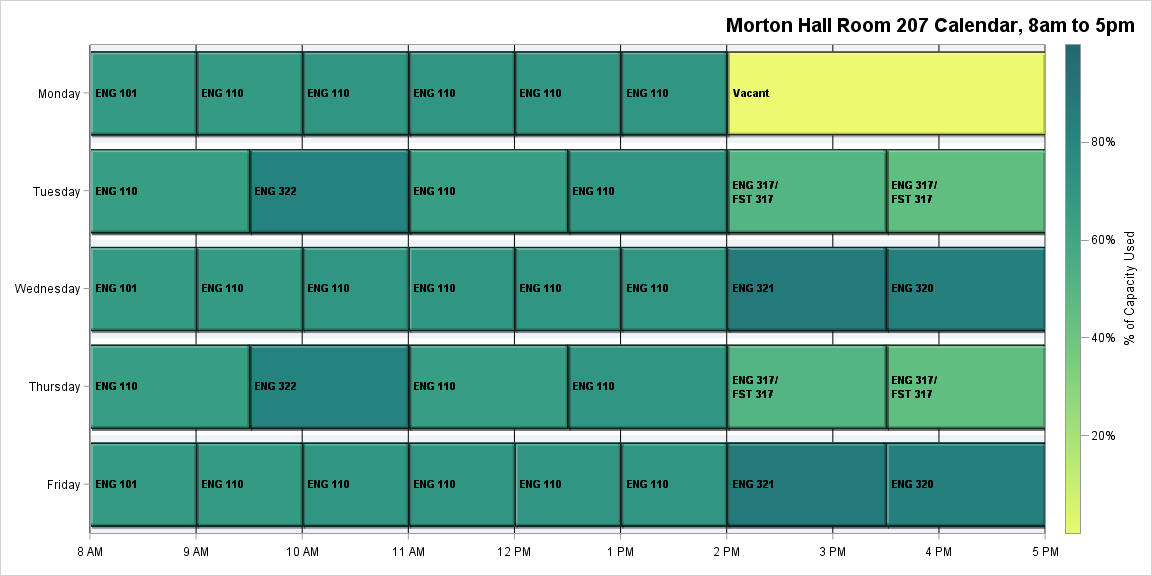 Morton Hall Room 207 Calendar, 8am to 5pm
Monday
ENG 101
ENG 110
ENG 110
ENG 110
ENG 110
ENG 110
Vacant
Tuesday
ENG 110
ENG 322
ENG 110
ENG 110
ENG 317/
FST 317
ENG 317/
FST 317
Wednesday
ENG 101
ENG 110
ENG 110
ENG 110
ENG 110
ENG 110
ENG 321
ENG 320
Thursday
ENG 110
ENG 322
ENG 110
ENG 110
ENG 317/
FST 317
ENG 317/
FST 317
Friday
ENG 101
ENG 110
ENG 110
ENG 110
ENG 110
ENG 110
ENG 321
ENG 320
8 AM
9 AM
10 AM
11 AM
12 PM
1 PM
2 PM
3 PM
4 PM
5 PM
80%
60%
40%
20%
% of Capacity Used